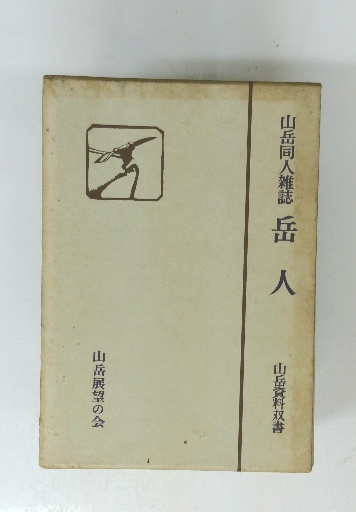 山岳同人雑誌 岳人
山岳資料双書
山岳展望の会